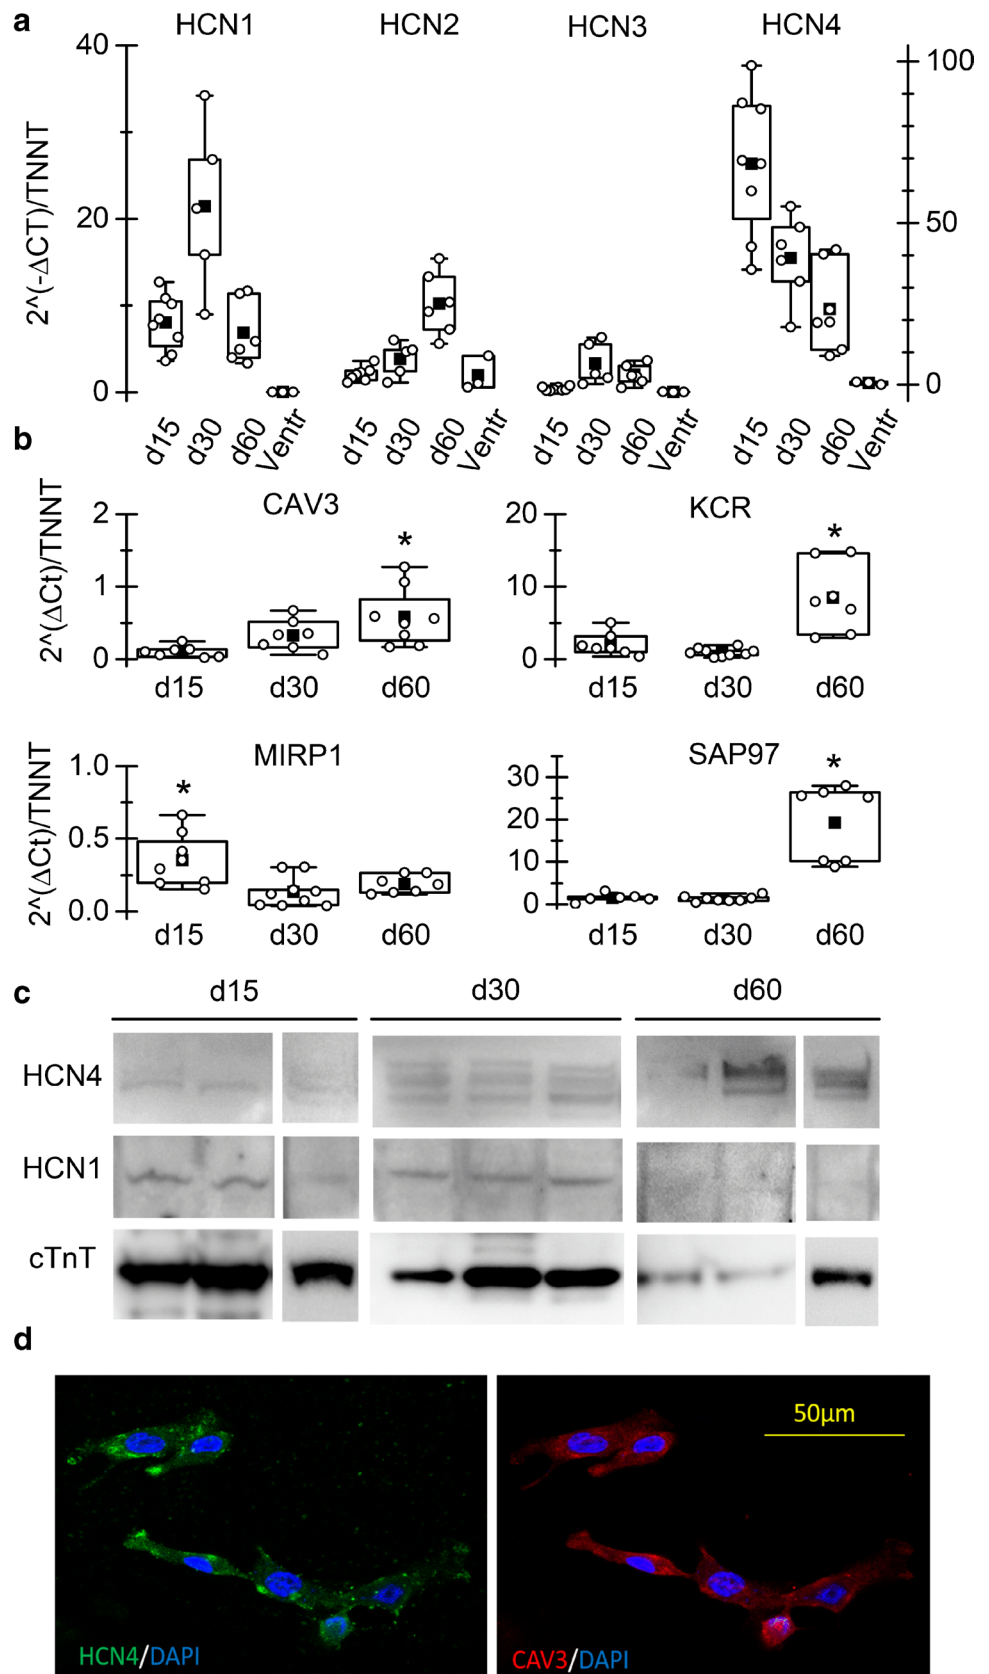 a
HCN1 HCN2 HCN3 HCN4
2^(-ΔCT)/TNNT
40
20
0
100
50
0
d15 d30 d60 Ventr d15 d30 d60 Ventr d15 d30 d60 Ventr d15 d30 d60 Ventr
b
CAV3
2^(ΔCt)/TNNT
2
1
0
d15 d30 d60
*
KCR
20
10
0
d15 d30 d60
*
MIRP1
2^(ΔCt)/TNNT
1.0
0.5
0.0
d15 d30 d60
*
SAP97
30
20
10
0
d15 d30 d60
*
c
d15 d30 d60
HCN4
HCN1
cTnT
d
50µm
HCN4/DAPI
CAV3/DAPI